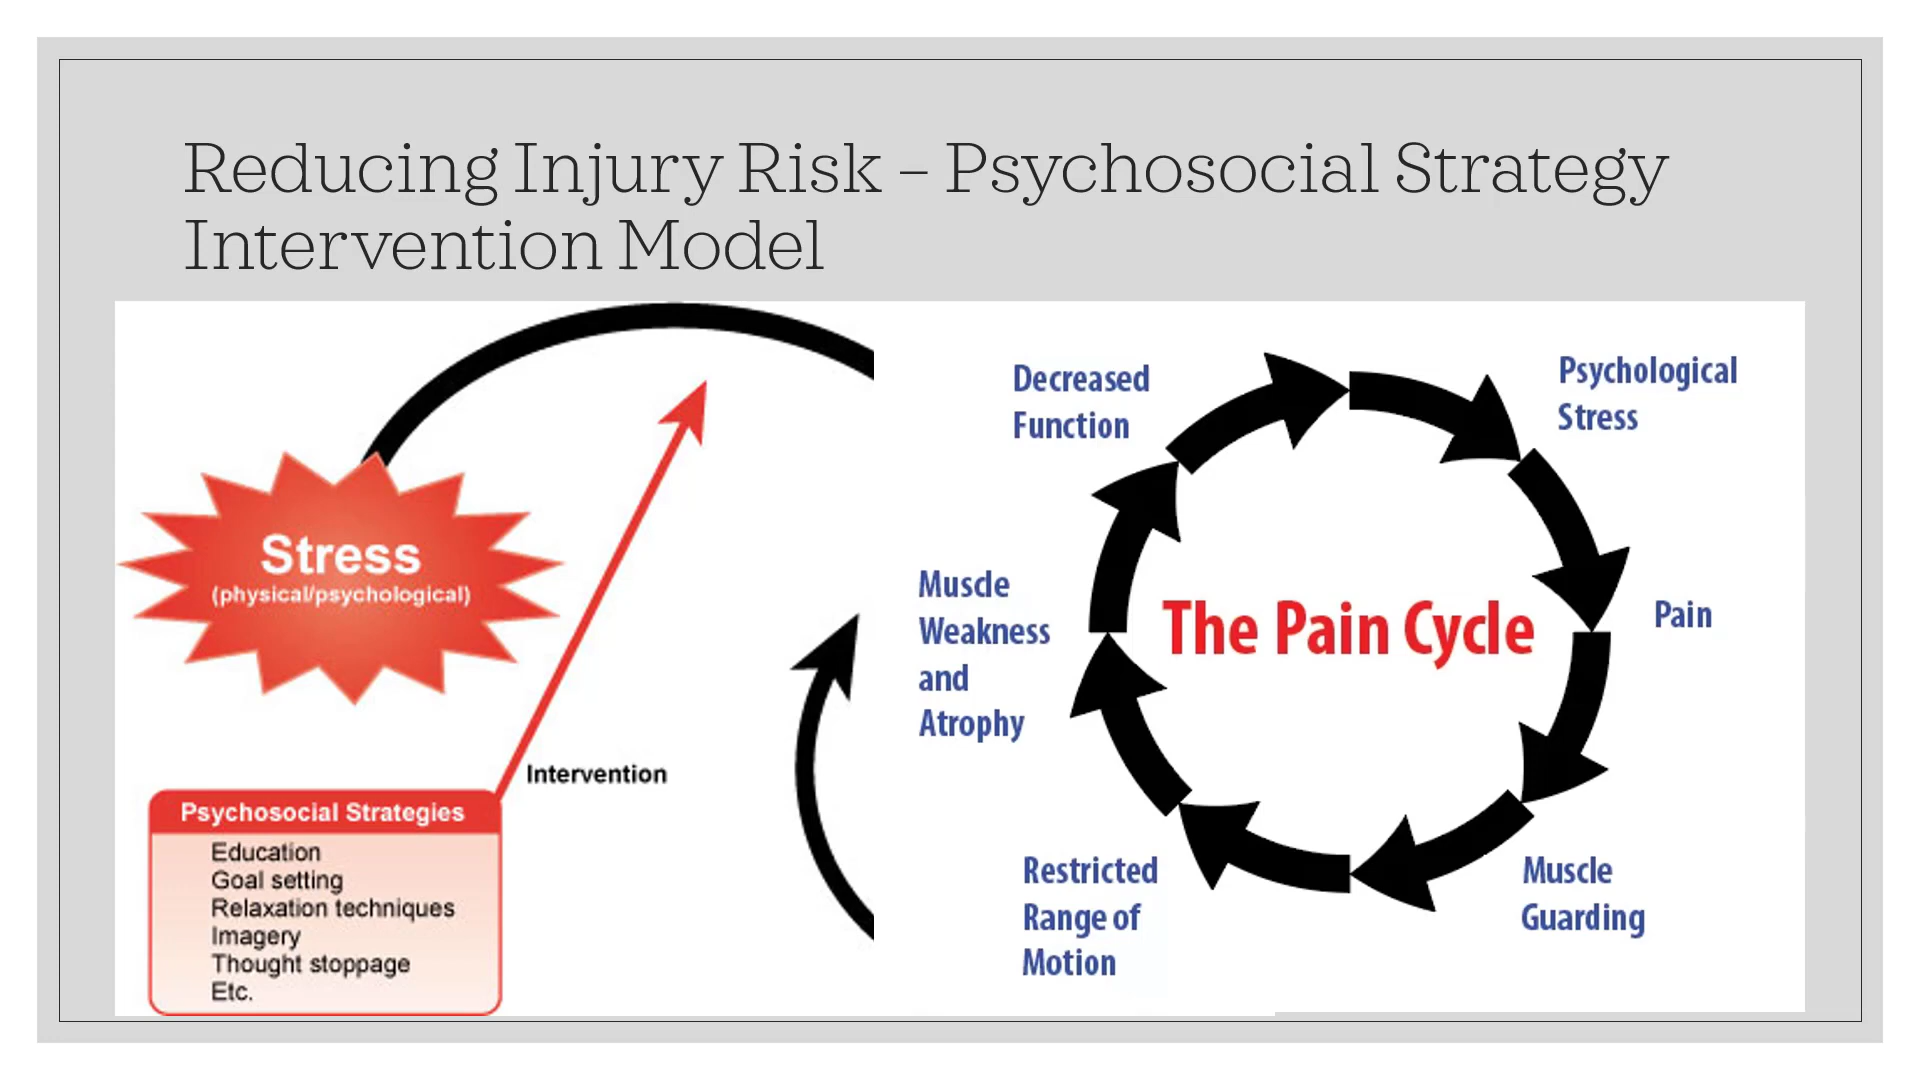 Reducing Injury Risk – Psychosocial Strategy
Intervention Model
Stress
(physical/psychological)
Intervention
Psychosocial Strategies
Education
Goal setting
Relaxation techniques
Imagery
Thought stoppage
Etc.
The Pain Cycle
Psychological
Stress
Pain
Muscle
Guarding
Restricted
Range of
Motion
Muscle
Weakness
and
Atrophy
Decreased
Function